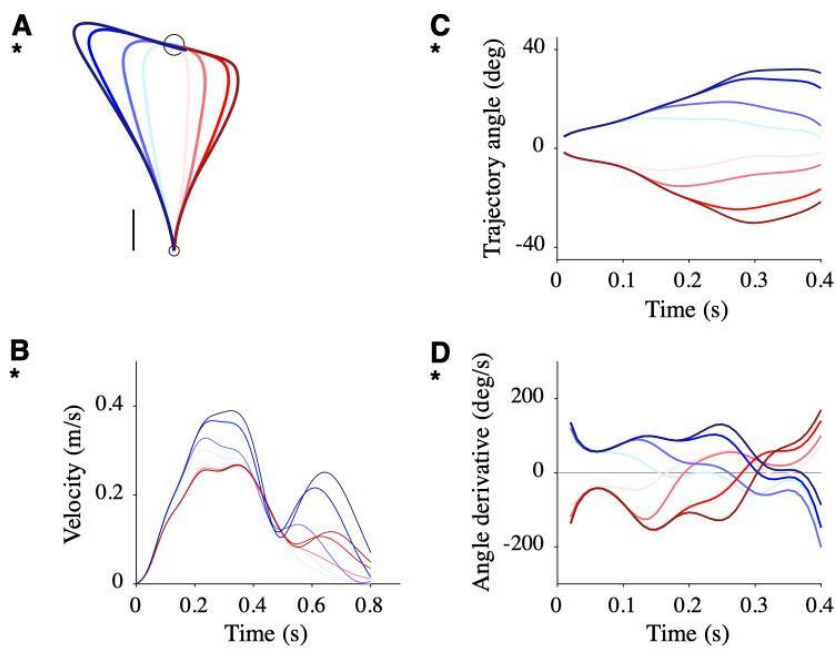 A
*
B
*
Velocity (m/s)
0.4
0.2
0
0 0.2 0.4 0.6 0.8
Time (s)
C
*
Trajectory angle (deg)
40
0
-40
0 0.1 0.2 0.3 0.4
Time (s)
D
*
Angle derivative (deg/s)
200
0
-200
0 0.1 0.2 0.3 0.4
Time (s)